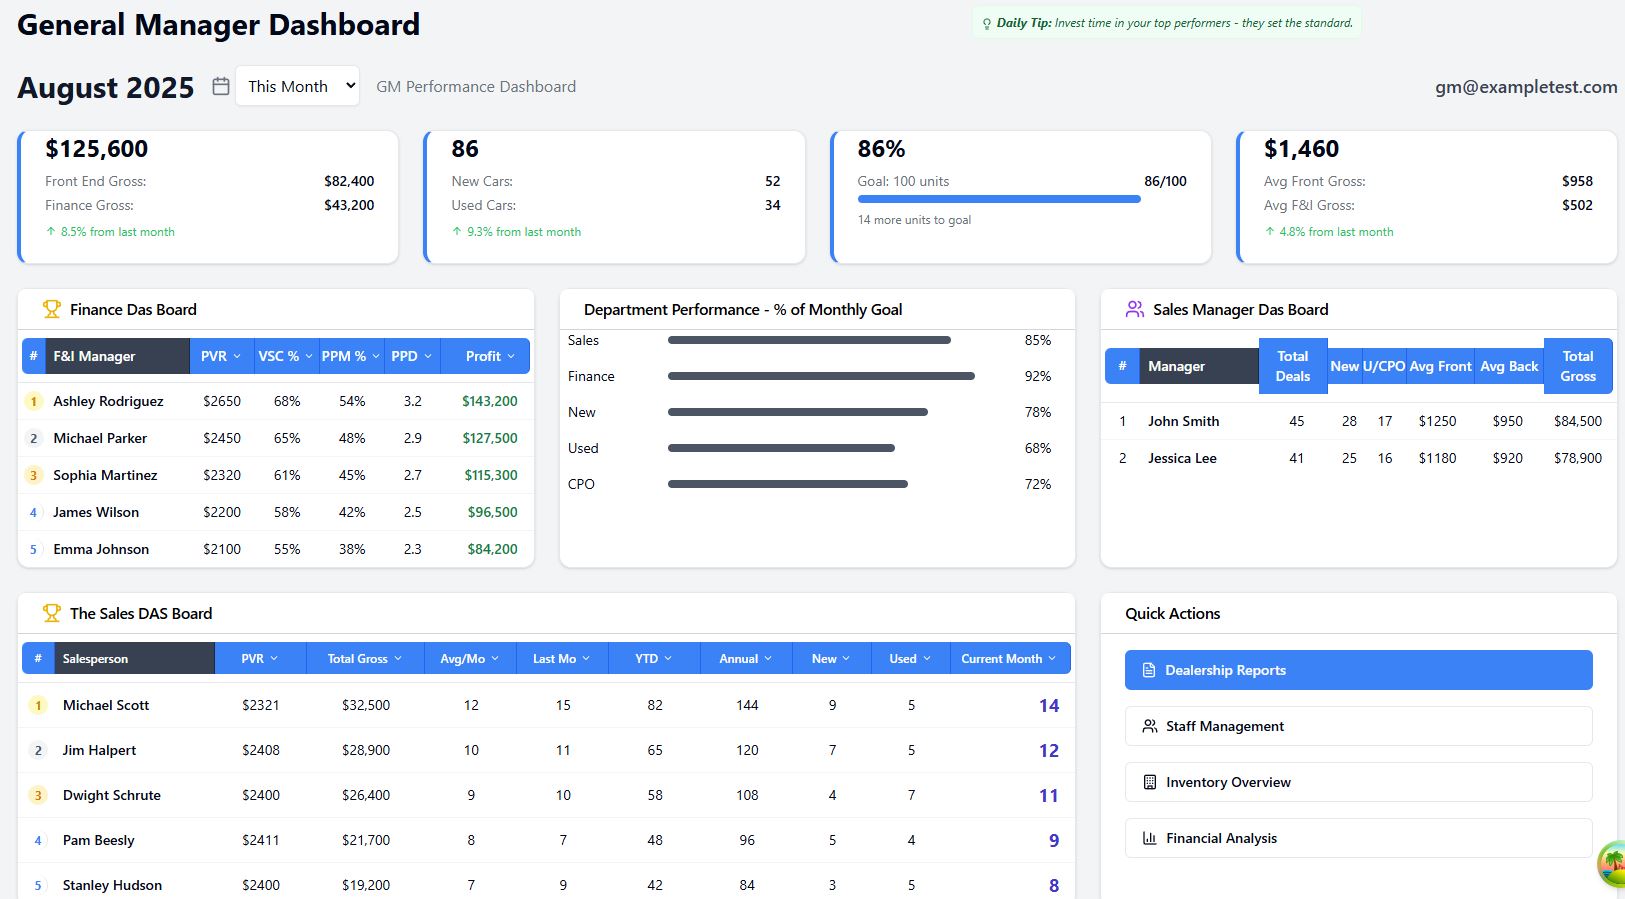 General Manager Dashboard
Daily Tip: Invest time in your top performers - they set the standard.
August 2025 This Month GM Performance Dashboard gm@exampletest.com
$125,600
Front End Gross: $82,400
Finance Gross: $43,200
↑ 8.5% from last month
86
New Cars: 52
Used Cars: 34
↑ 9.3% from last month
86%
Goal: 100 units 86/100
14 more units to goal
$1,460
Avg Front Gross: $958
Avg F&I Gross: $502
↑ 4.8% from last month
Finance Das Board
# F&I Manager PVR VSC % PPM % PPD Profit
1 Ashley Rodriguez $2650 68% 54% 3.2 $143,200
2 Michael Parker $2450 65% 48% 2.9 $127,500
3 Sophia Martinez $2320 61% 45% 2.7 $115,300
4 James Wilson $2200 58% 42% 2.5 $96,500
5 Emma Johnson $2100 55% 38% 2.3 $84,200
Department Performance - % of Monthly Goal
Sales 85%
Finance 92%
New 78%
Used 68%
CPO 72%
Sales Manager Das Board
# Manager Total Deals New U/CPO Avg Front Avg Back Total Gross
1 John Smith 45 28 17 $1250 $950 $84,500
2 Jessica Lee 41 25 16 $1180 $920 $78,900
The Sales DAS Board
# Salesperson PVR Total Gross Avg/Mo Last Mo YTD Annual New Used Current Month
1 Michael Scott $2321 $32,500 12 15 82 144 9 5 14
2 Jim Halpert $2408 $28,900 10 11 65 120 7 5 12
3 Dwight Schrute $2400 $26,400 9 10 58 108 4 7 11
4 Pam Beesly $2411 $21,700 8 7 48 96 5 4 9
5 Stanley Hudson $2400 $19,200 7 9 42 84 3 5 8
Quick Actions
Dealership Reports
Staff Management
Inventory Overview
Financial Analysis